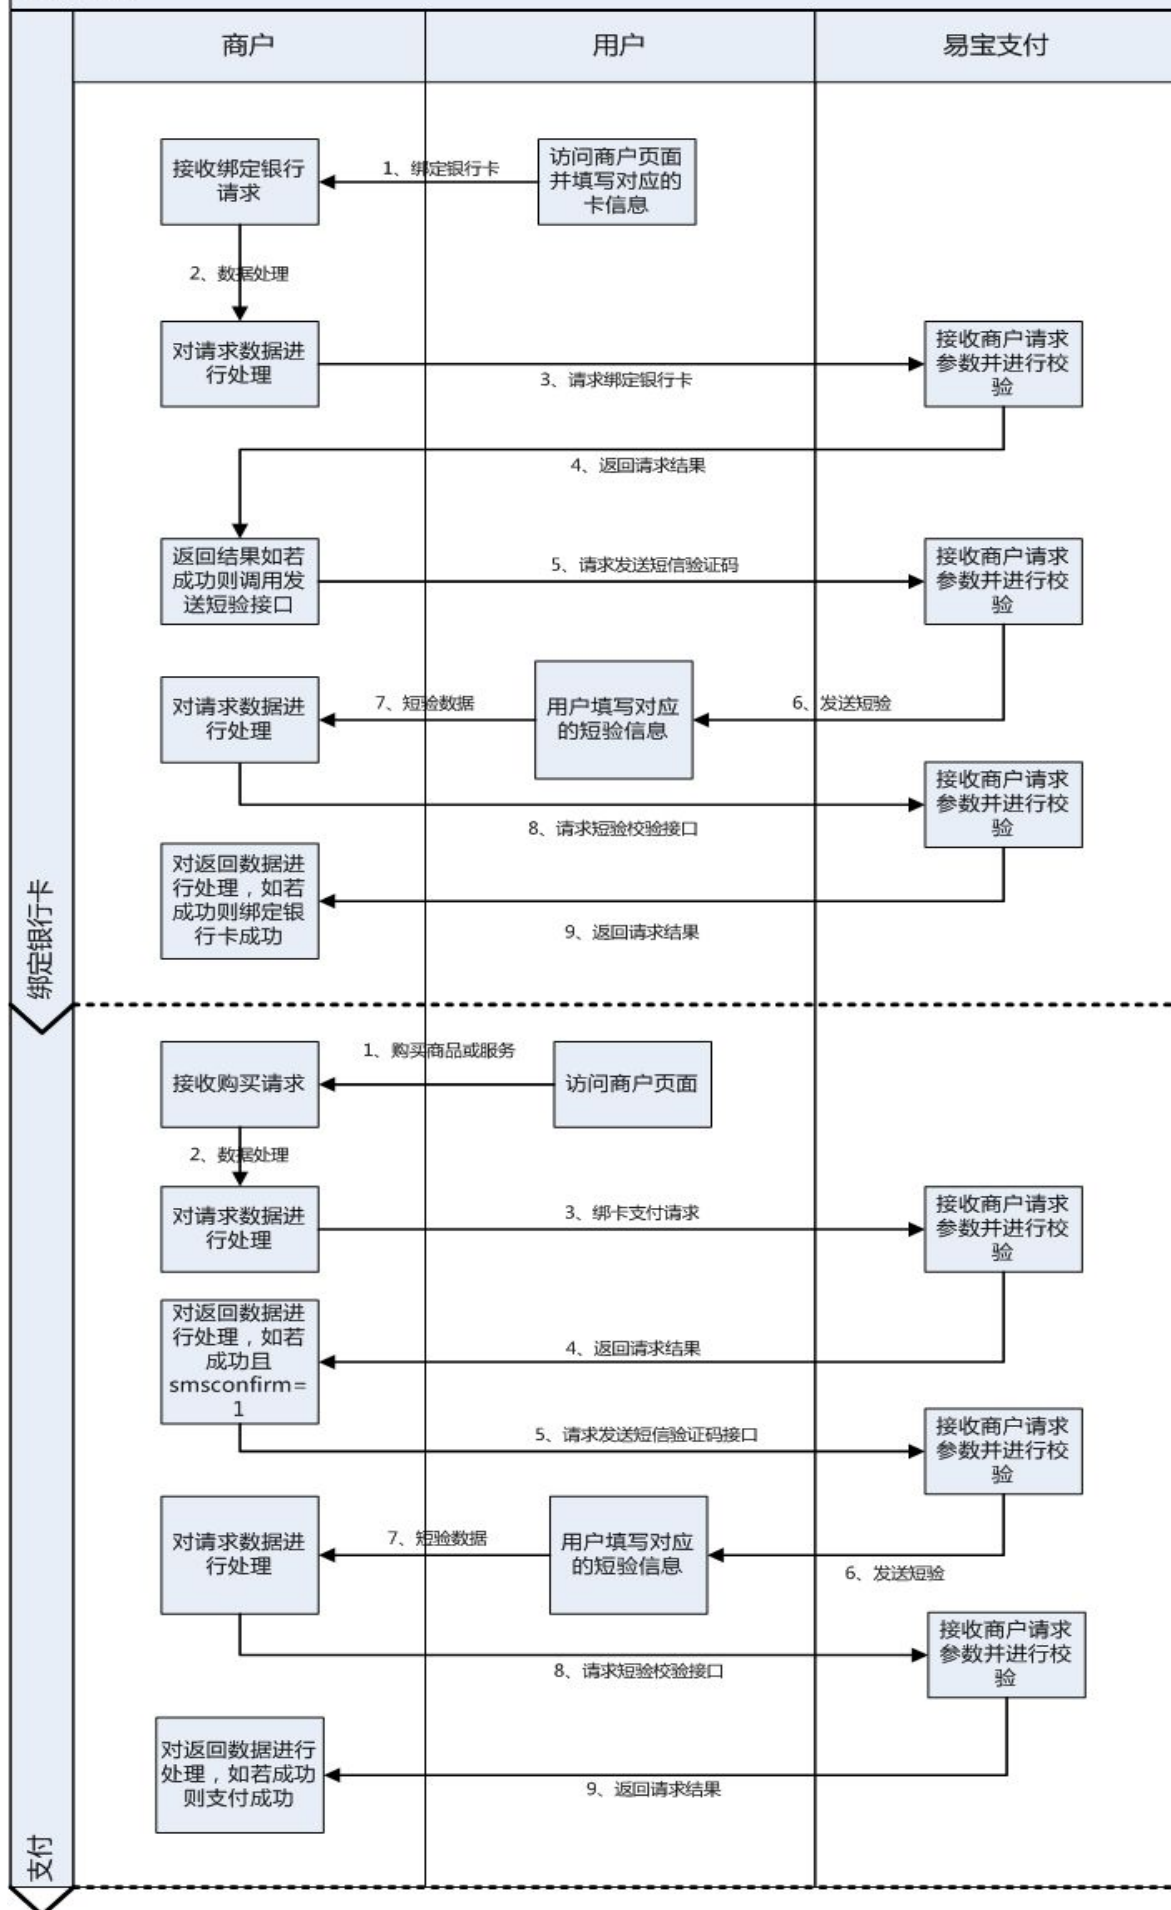 商户
用户
易宝支付
接收绑定银行
请求
1、绑定银行卡
访问商户页面
并填写对应的
卡信息
2、数据处理
对请求数据进
行处理
3、请求绑定银行卡
接收商户请求
参数并进行校
验
4、返回请求结果
返回结果如若
成功则调用发
送短验接口
5、请求发送短信验证码
接收商户请求
参数并进行校
验
6、发送短验
用户填写对应
的短验信息
7、短验数据
对请求数据进
行处理
8、请求短验校验接口
接收商户请求
参数并进行校
验
9、返回请求结果
对返回数据进
行处理，如若
成功则绑定银
行卡成功
绑定银行卡
接收购买请求
1、购买商品或服务
访问商户页面
2、数据处理
对请求数据进
行处理
3、绑卡支付请求
接收商户请求
参数并进行校
验
4、返回请求结果
对返回数据进
行处理，如若
成功且
smsconfirm=
1
5、请求发送短信验证码接口
接收商户请求
参数并进行校
验
6、发送短验
用户填写对应
的短验信息
7、短验数据
对请求数据进
行处理
8、请求短验校验接口
接收商户请求
参数并进行校
验
9、返回请求结果
对返回数据进行
处理，如若成功
则支付成功
支付